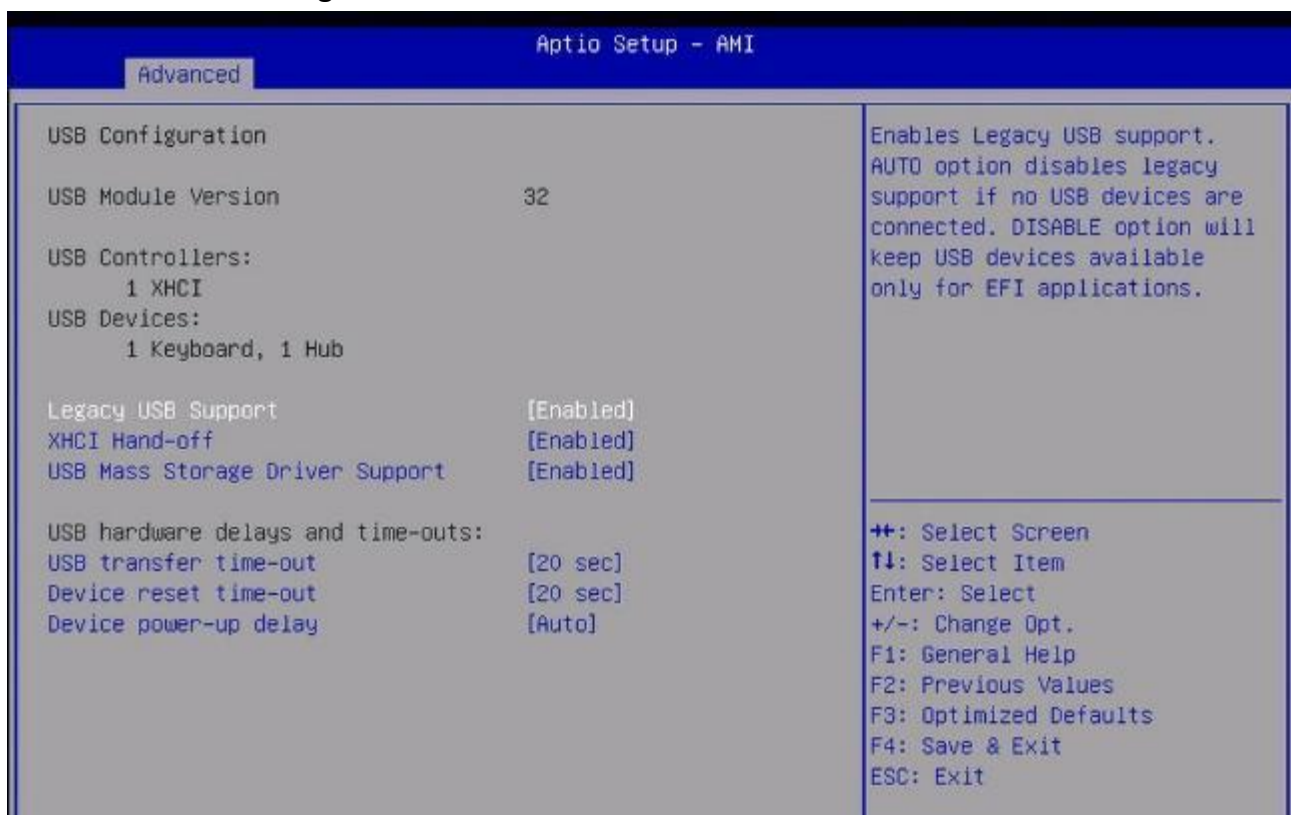 Aptio Setup – AMI
Advanced
USB Configuration
USB Module Version 32
USB Controllers:
1 XHCI
USB Devices:
1 Keyboard, 1 Hub
Legacy USB Support [Enabled]
XHCI Hand-off [Enabled]
USB Mass Storage Driver Support [Enabled]
USB hardware delays and time-outs:
USB transfer time-out [20 sec]
Device reset time-out [20 sec]
Device power-up delay [Auto]
Enables Legacy USB support.
AUTO option disables legacy
support if no USB devices are
connected. DISABLE option will
keep USB devices available
only for EFI applications.
→←: Select Screen
↑↓: Select Item
Enter: Select
+/-: Change Opt.
F1: General Help
F2: Previous Values
F3: Optimized Defaults
F4: Save & Exit
ESC: Exit